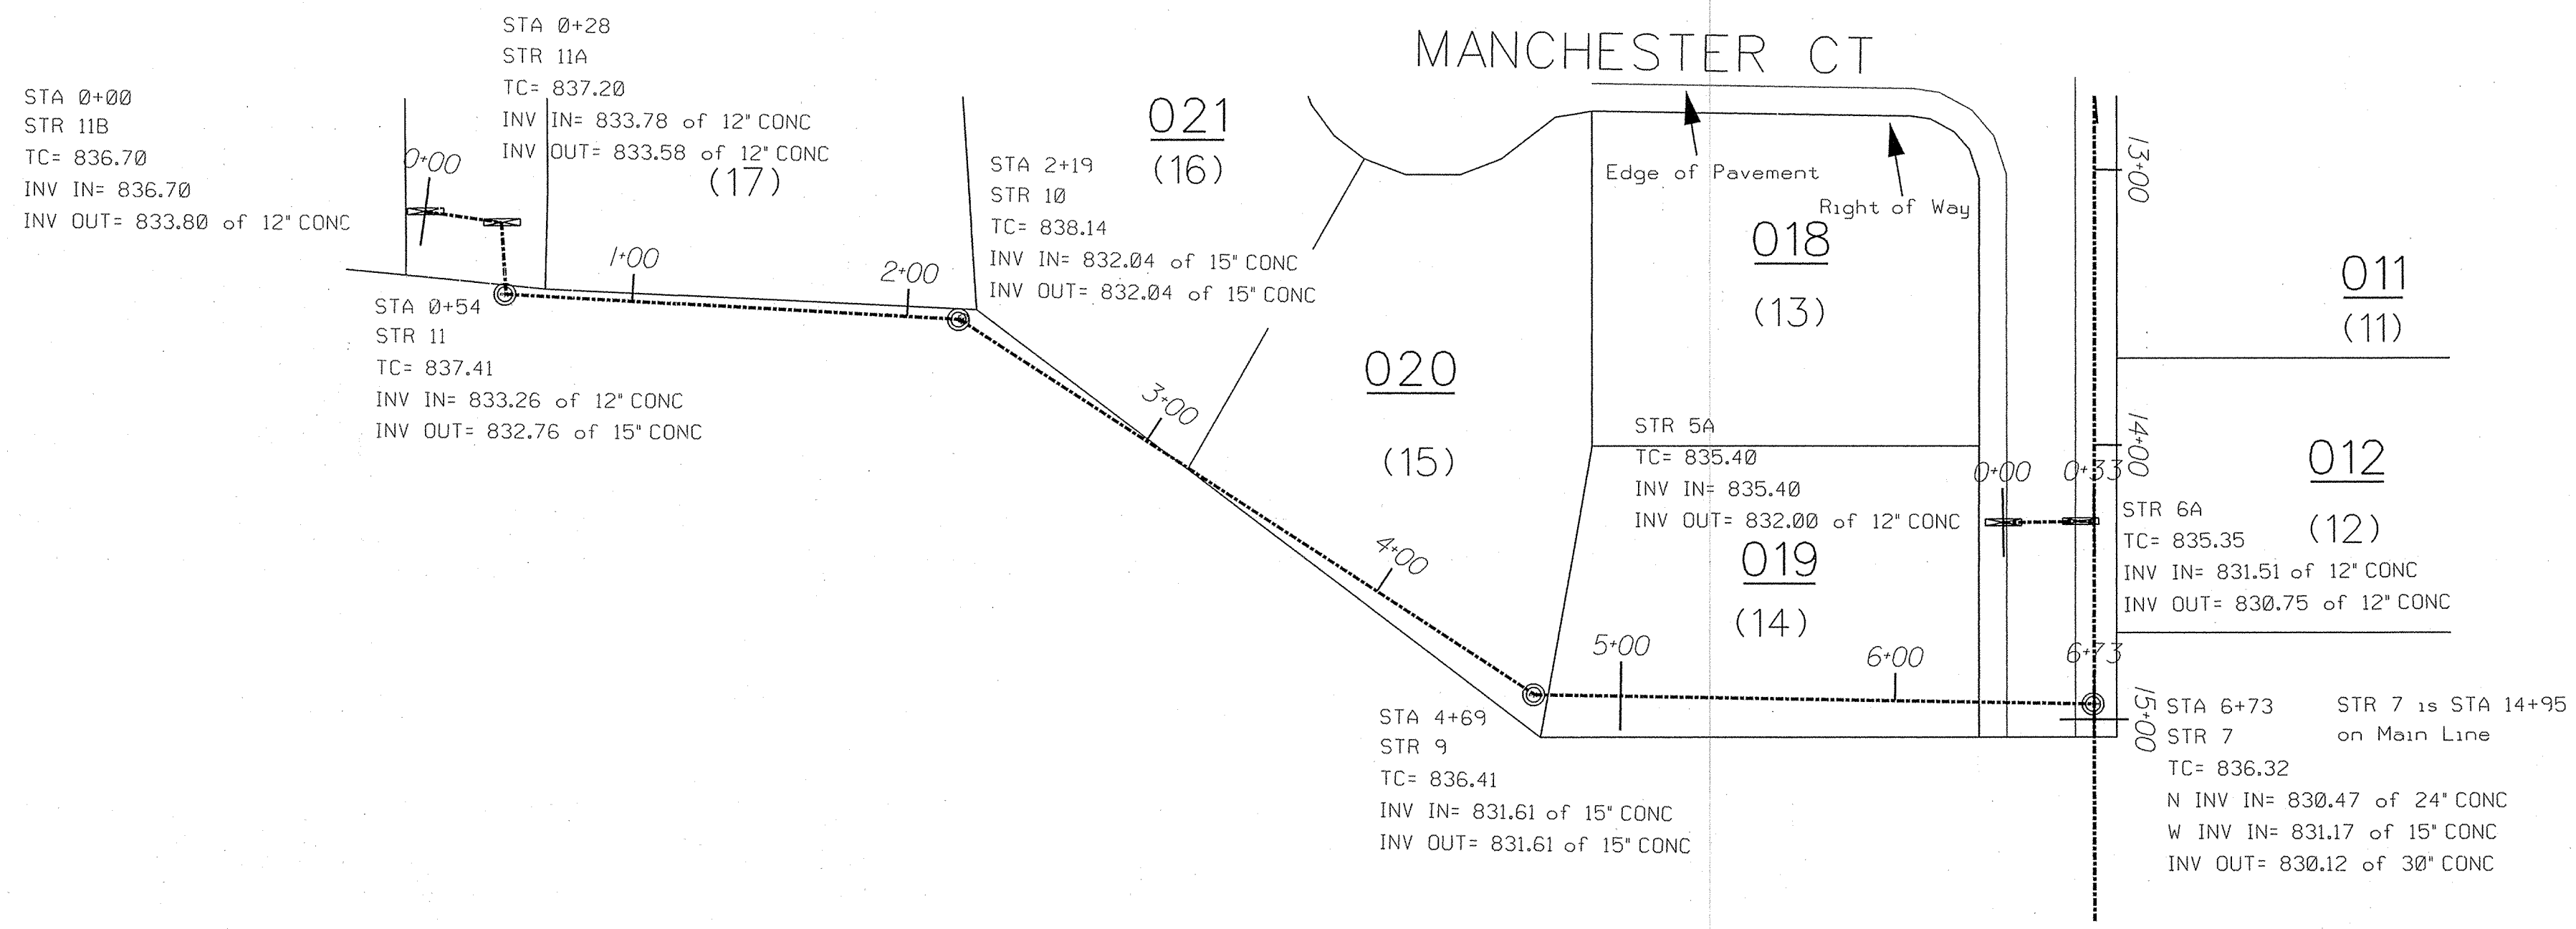 MANCHESTER CT
STA 0+00
STR 11B
TC= 836.70
INV IN= 836.70
INV OUT= 833.80 of 12" CONC
0+00
STA 0+28
STR 11A
TC= 837.20
INV IN= 833.78 of 12" CONC
INV OUT= 833.58 of 12" CONC
(17)
STA 0+54
STR 11
TC= 837.41
INV IN= 833.26 of 12" CONC
INV OUT= 832.76 of 15" CONC
1+00
2+00
021
(16)
STA 2+19
STR 10
TC= 838.14
INV IN= 832.04 of 15" CONC
INV OUT= 832.04 of 15" CONC
3+00
020
(15)
4+00
Edge of Pavement
Right of Way
018
(13)
STR 5A
TC= 835.40
INV IN= 835.40
INV OUT= 832.00 of 12" CONC
019
(14)
0+00
0+33
13+00
14+00
011
(11)
012
(12)
STR 6A
TC= 835.35
INV IN= 831.51 of 12" CONC
INV OUT= 830.75 of 12" CONC
5+00
6+00
6+73
15+00
STA 4+69
STR 9
TC= 836.41
INV IN= 831.61 of 15" CONC
INV OUT= 831.61 of 15" CONC
STA 6+73
STR 7
TC= 836.32
N INV IN= 830.47 of 24" CONC
W INV IN= 831.17 of 15" CONC
INV OUT= 830.12 of 30" CONC
STR 7 is STA 14+95
on Main Line